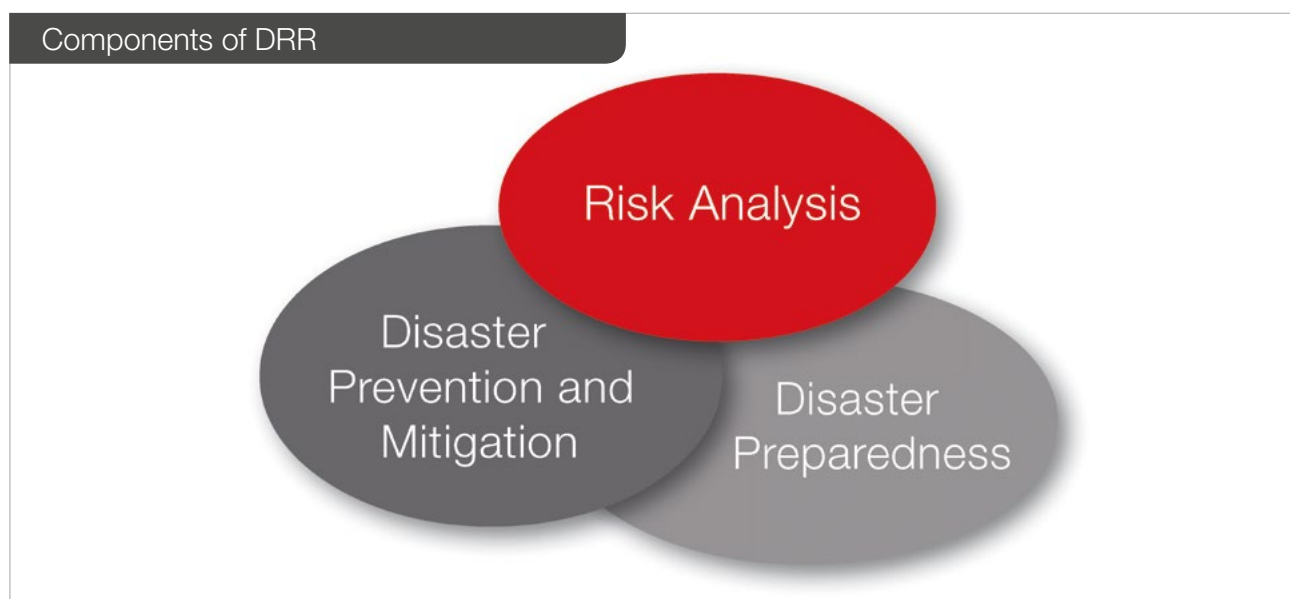 Components of DRR
Risk Analysis
Disaster
Prevention and
Mitigation
Disaster
Preparedness